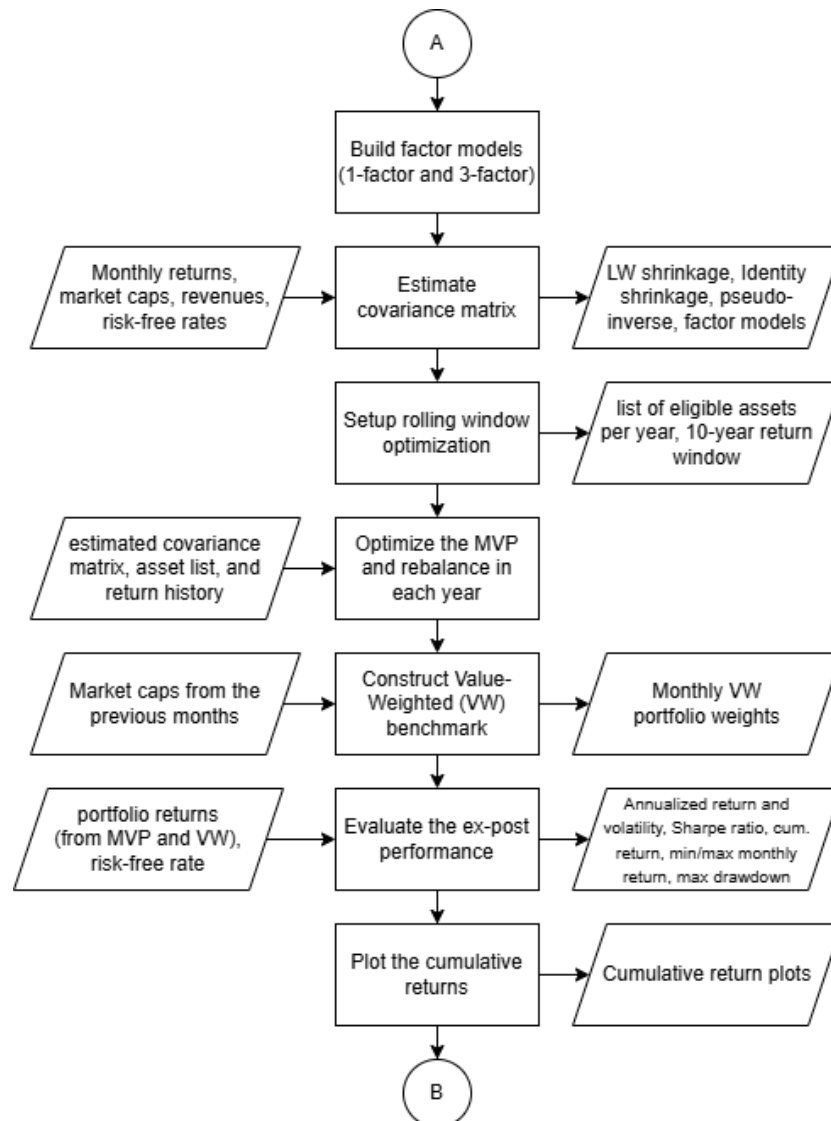 A
Build factor models
(1-factor and 3-factor)
Monthly returns,
market caps, revenues,
risk-free rates
Estimate
covariance matrix
LW shrinkage, Identity
shrinkage, pseudo-
inverse, factor models
Setup rolling window
optimization
list of eligible assets
per year, 10-year return
window
estimated covariance
matrix, asset list, and
return history
Optimize the MVP
and rebalance in
each year
Market caps from the
previous months
Construct Value-
Weighted (VW)
benchmark
Monthly VW
portfolio weights
portfolio returns
(from MVP and VW),
risk-free rate
Evaluate the ex-post
performance
Annualized return and
volatility, Sharpe ratio, cum.
return, min/max monthly
return, max drawdown
Plot the cumulative
returns
Cumulative return plots
B